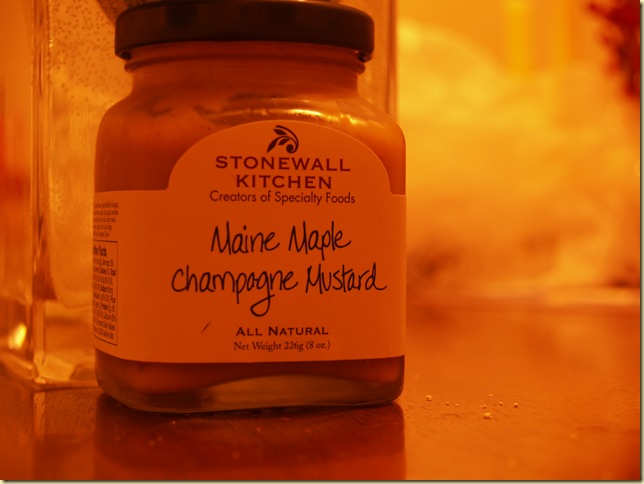 STONEWALL
KITCHEN
Creators of Specialty Foods
Maine Maple
Champagne Mustard
ALL NATURAL
Net Weight 226g (8 oz.)